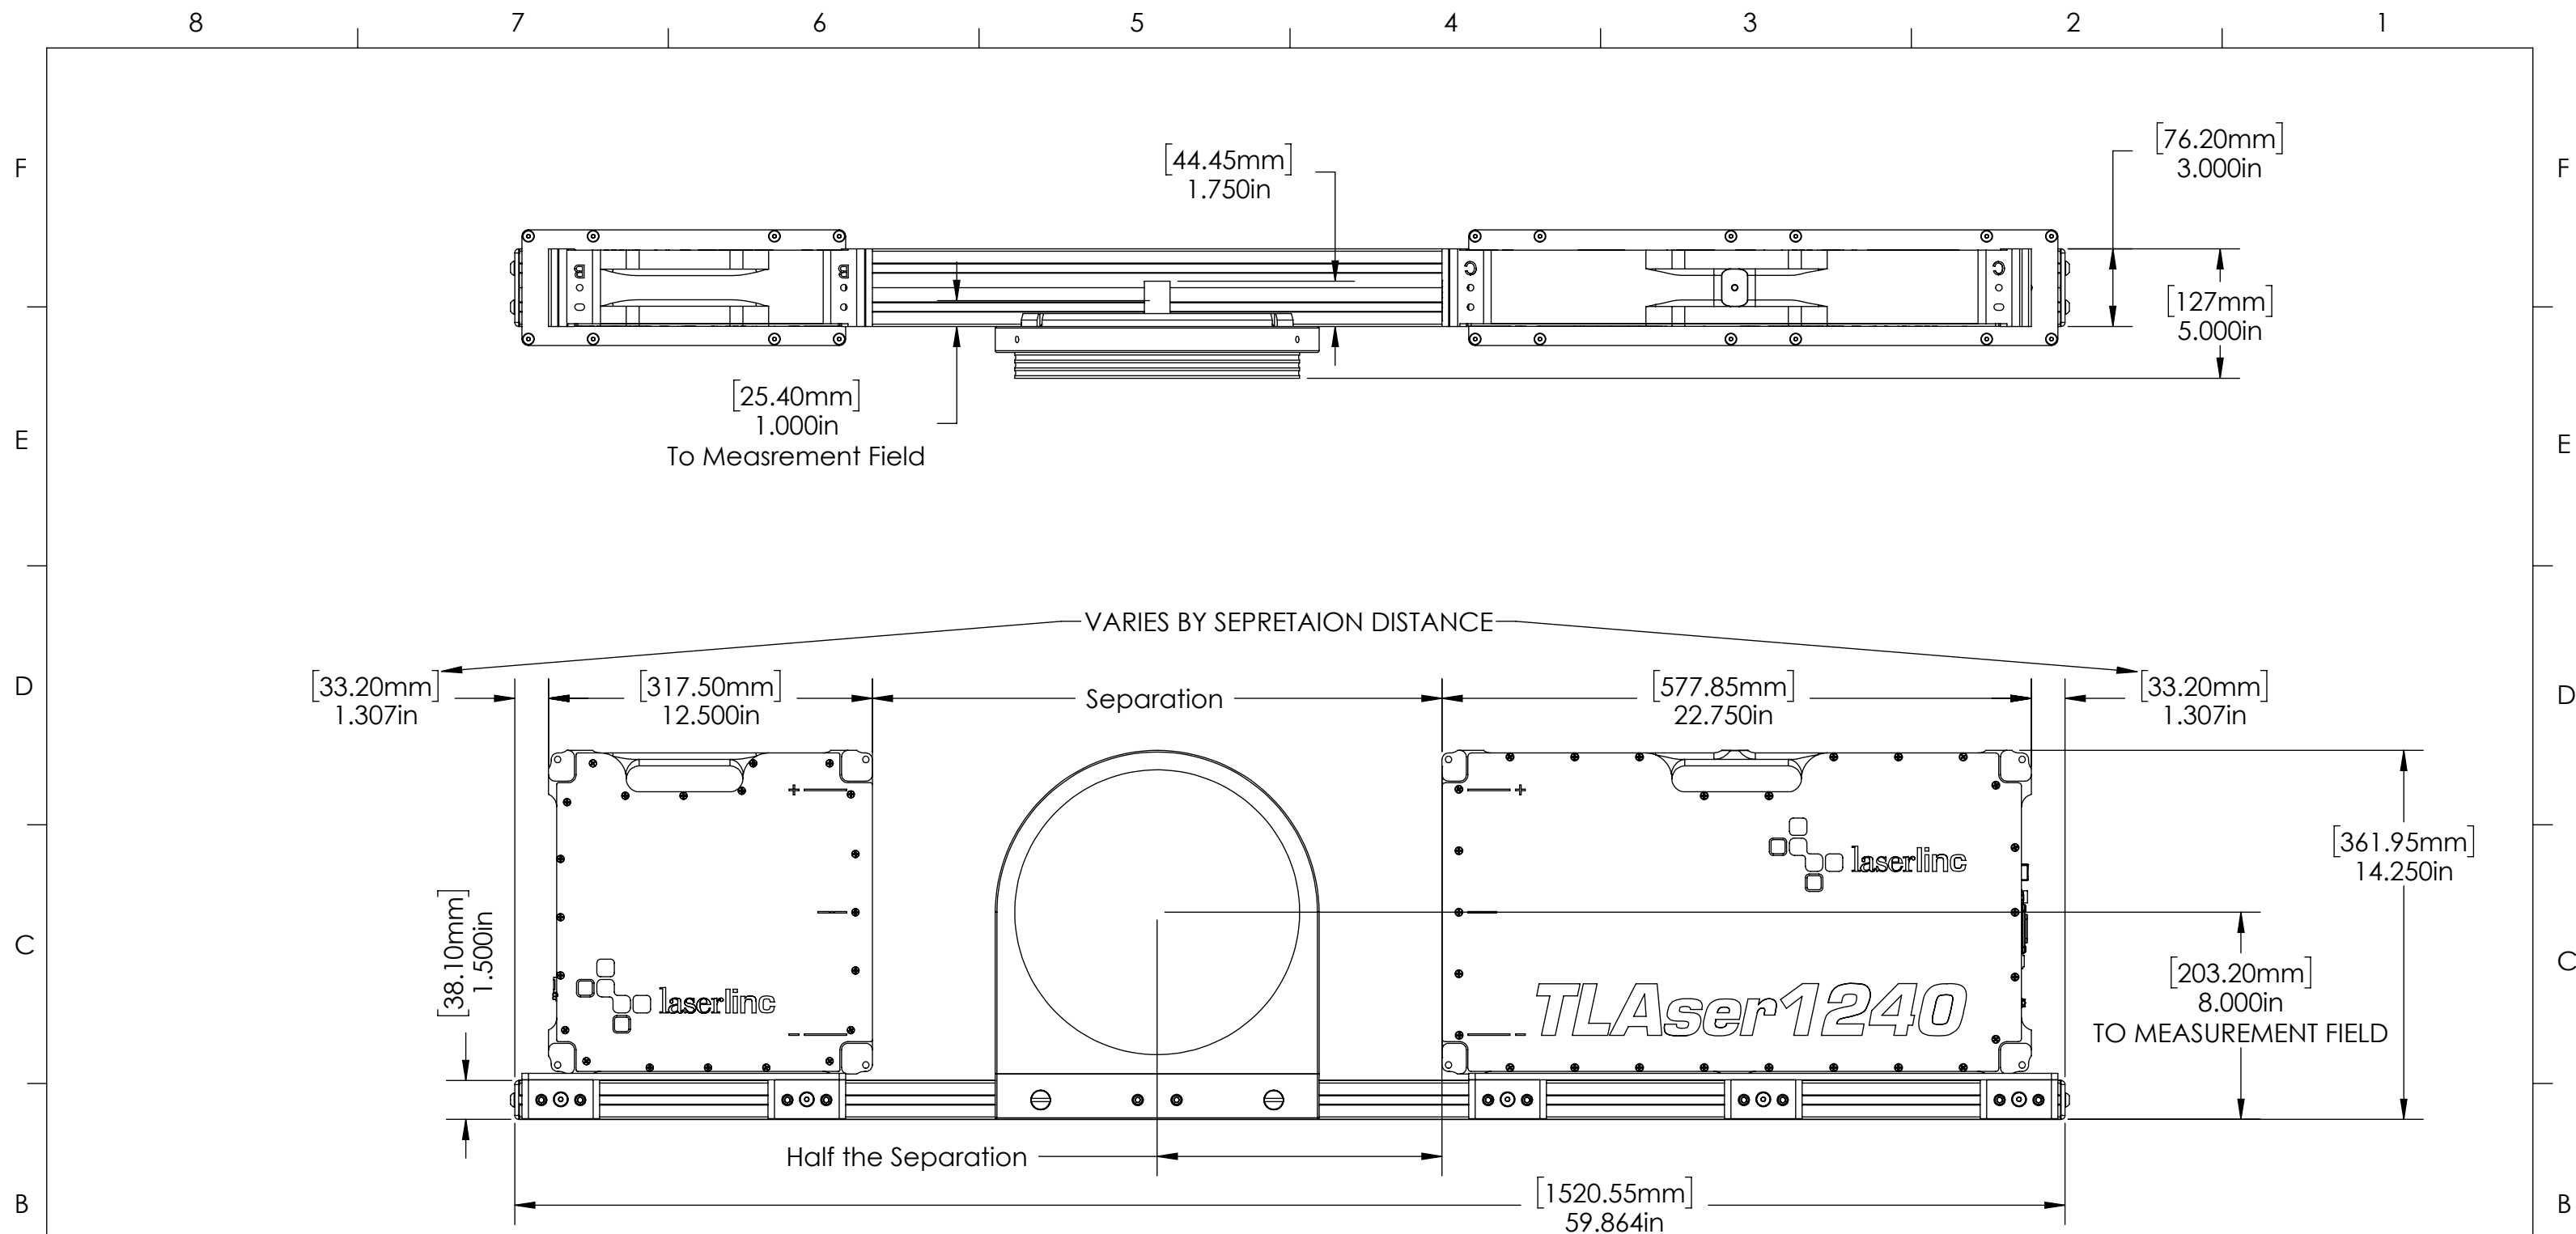 8 7 6 5 4 3 2 1
F F
[76.20mm]
3.000in
[44.45mm]
1.750in
B B C C
[127mm]
5.000in
[25.40mm]
1.000in
To Measrement Field
E E
VARIES BY SEPRETAION DISTANCE
D D
[33.20mm]
1.307in
[317.50mm]
12.500in
Separation
[577.85mm]
22.750in
[33.20mm]
1.307in
+ +
laserlinc
[361.95mm]
14.250in
[38.10mm]
1.500in
C C
laserlinc
TLAser1240
[203.20mm]
8.000in
TO MEASUREMENT FIELD
- -
Half the Separation
[1520.55mm]
59.864in
B B